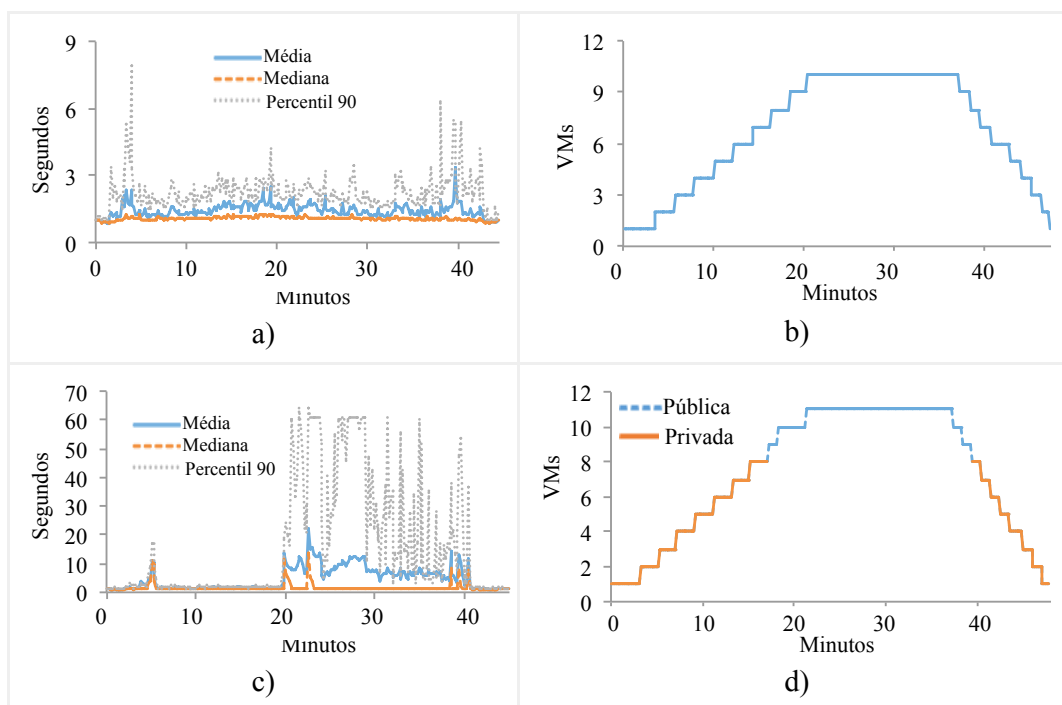 9
6
3
0
Segundos
Média
Mediana
Percentil 90
0 10 20 30 40
Minutos
a)
12
9
6
3
0
VMs
0 10 20 30 40
Minutos
b)
70
60
50
40
30
20
10
0
Segundos
Média
Mediana
Percentil 90
0 10 20 30 40
Minutos
c)
12
10
8
6
4
2
0
VMs
Pública
Privada
0 10 20 30 40
Minutos
d)